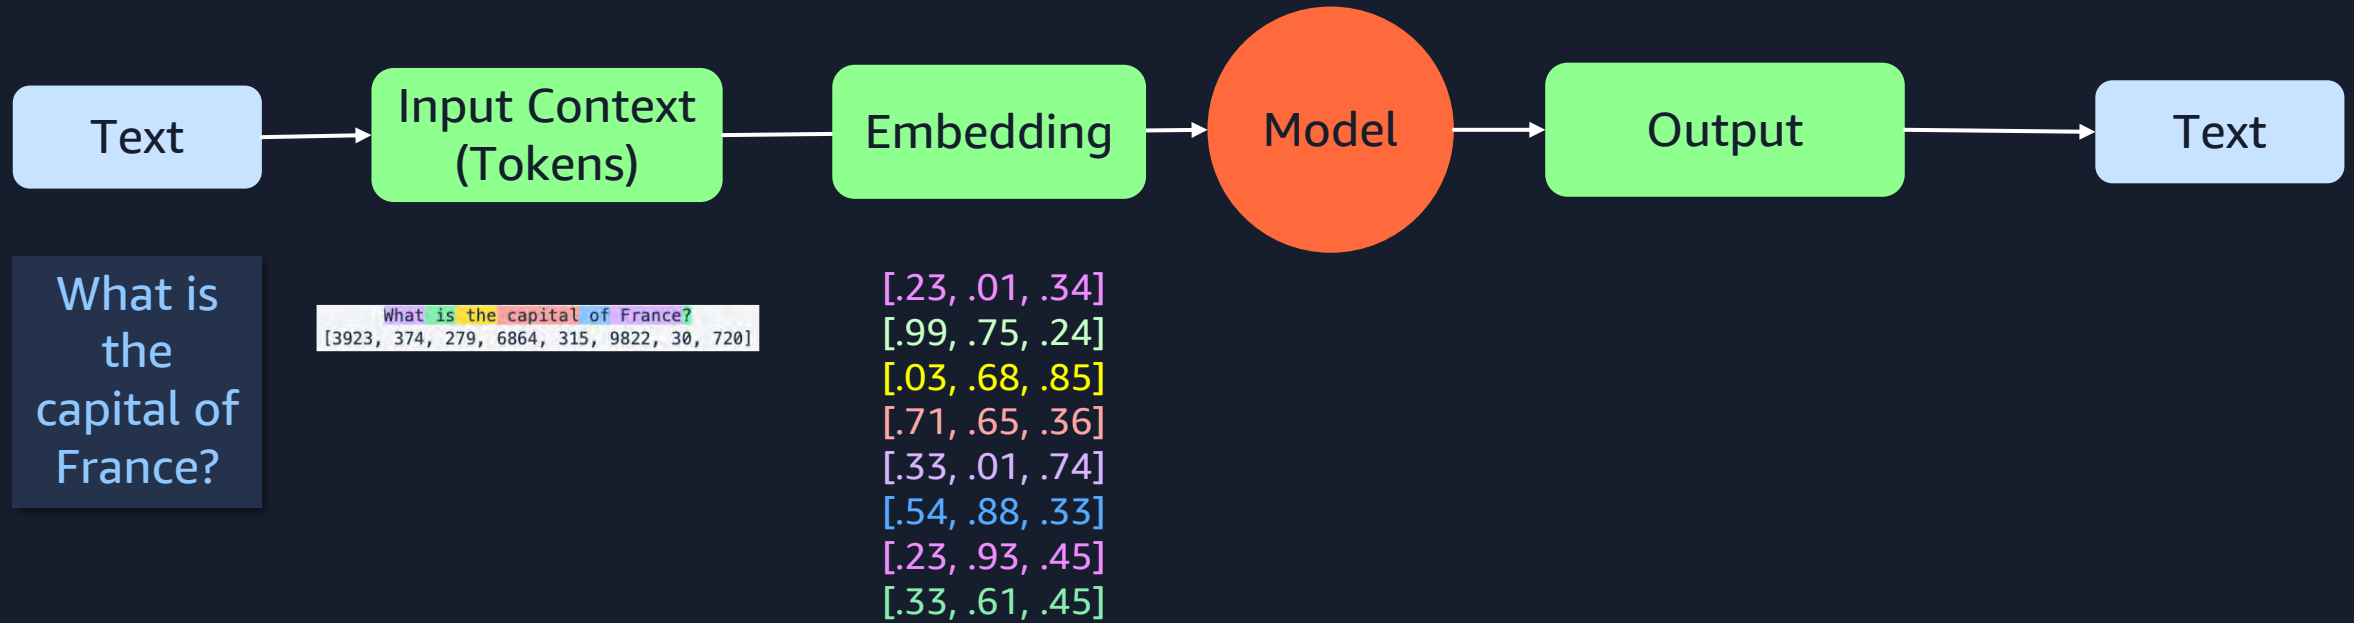 Text
Input Context
(Tokens)
Embedding
Model
Output
Text
What is
the
capital of
France?
What is the capital of France?
[3923, 374, 279, 6864, 315, 9822, 30, 720]
[.23, .01, .34]
[.99, .75, .24]
[.03, .68, .85]
[.71, .65, .36]
[.33, .01, .74]
[.54, .88, .33]
[.23, .93, .45]
[.33, .61, .45]